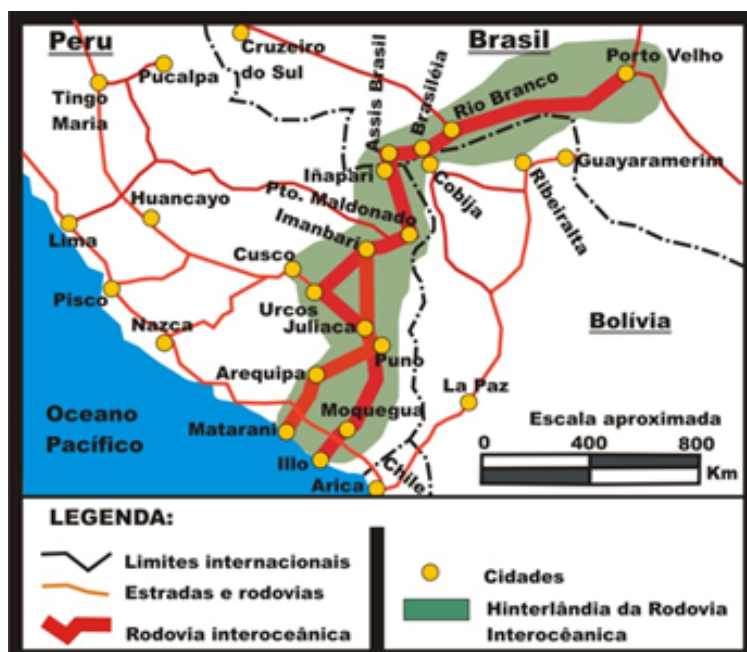 Peru
Brasil
Cruzeiro
do Sul
Pucalpa
Tingo
Maria
Porto Velho
Rio Branco
Brasiléia
Assis Brasil
Iñapari
Cobija
Ribeiralta
Guayaramerim
Pto. Maldonado
Imanbari
Huancayo
Lima
Cusco
Pisco
Urcos
Juliaca
Nazca
Puno
Bolívia
Arequipa
La Paz
Moquegua
Matarani
Illo
Arica
Chile
Oceano
Pacífico
Escala aproximada
0 400 800
Km
LEGENDA:
Limites internacionais
Estradas e rodovias
Rodovia interoceânica
Cidades
Hinterlândia da Rodovia
Interocêanica